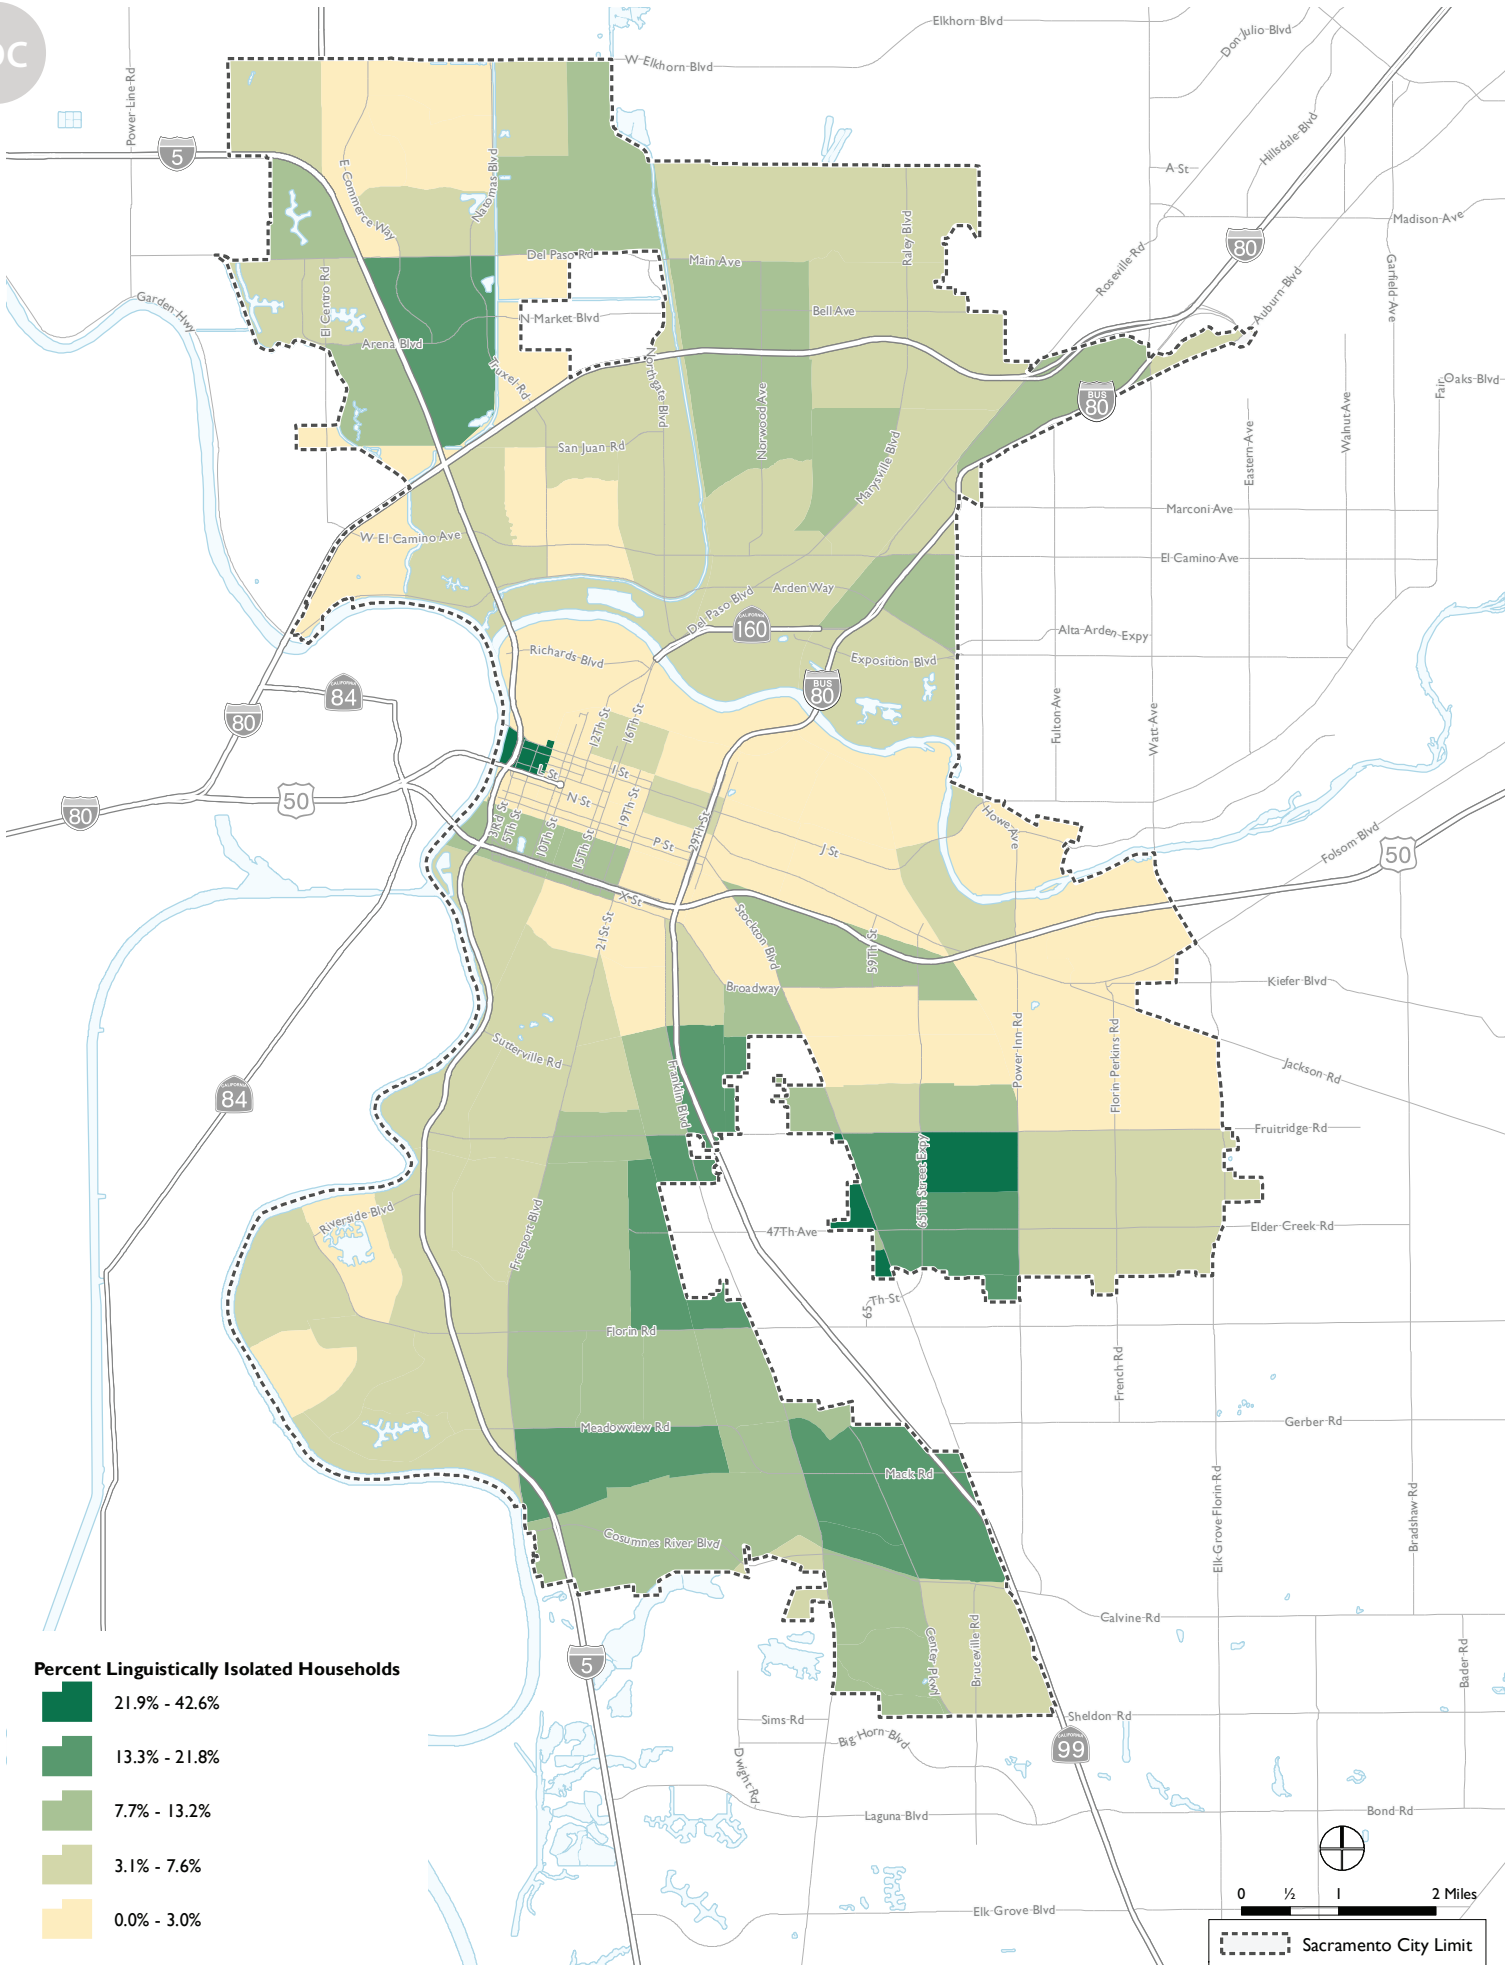 DC
Elkhorn Blvd
Don Julio Blvd
W Elkhorn Blvd
Power Line Rd
5
Hillsdale Blvd
A St
E Commerce Way
Natomas Blvd
Raley Blvd
Madison Ave
80
Roseville Rd
Garfield Ave
Del Paso Rd
Main Ave
Auburn Blvd
Garden Hwy
El Centro Rd
N Market Blvd
Bell Ave
Arena Blvd
Truxel Rd
Northgate Blvd
Norwood Ave
BUS
80
Fair Oaks Blvd
Walnut Ave
Eastern Ave
San Juan Rd
Marysville Blvd
Marconi Ave
W El Camino Ave
El Camino Ave
Arden Way
Del Paso Blvd
CALIFORNIA
160
Alta Arden Expy
Richards Blvd
Exposition Blvd
CALIFORNIA
84
BUS
80
80
12Th St
16Th St
Fulton Ave
Watt Ave
I St
L St
50
80
N St
3Rd St
5Th St
10Th St
15Th St
19Th St
29Th St
P St
J St
Howe Ave
Folsom Blvd
50
X St
21St St
Stockton Blvd
59Th St
Broadway
Kiefer Blvd
Sutterville Rd
Franklin Blvd
Power Inn Rd
Florin Perkins Rd
Jackson Rd
CALIFORNIA
84
Fruitridge Rd
65Th Street Expy
Riverside Blvd
Freeport Blvd
47Th Ave
Elder Creek Rd
65Th St
Florin Rd
French Rd
Meadowview Rd
Gerber Rd
Mack Rd
Elk Grove Florin Rd
Bradshaw Rd
Cosumnes River Blvd
Calvine Rd
Center Pkwy
Bruceville Rd
Bader Rd
5
Sims Rd
Sheldon Rd
Big Horn Blvd
CALIFORNIA
99
Dwight Rd
Laguna Blvd
Bond Rd
Elk Grove Blvd
Percent Linguistically Isolated Households
21.9% - 42.6%
13.3% - 21.8%
7.7% - 13.2%
3.1% - 7.6%
0.0% - 3.0%
0 ½ 1 2 Miles
Sacramento City Limit